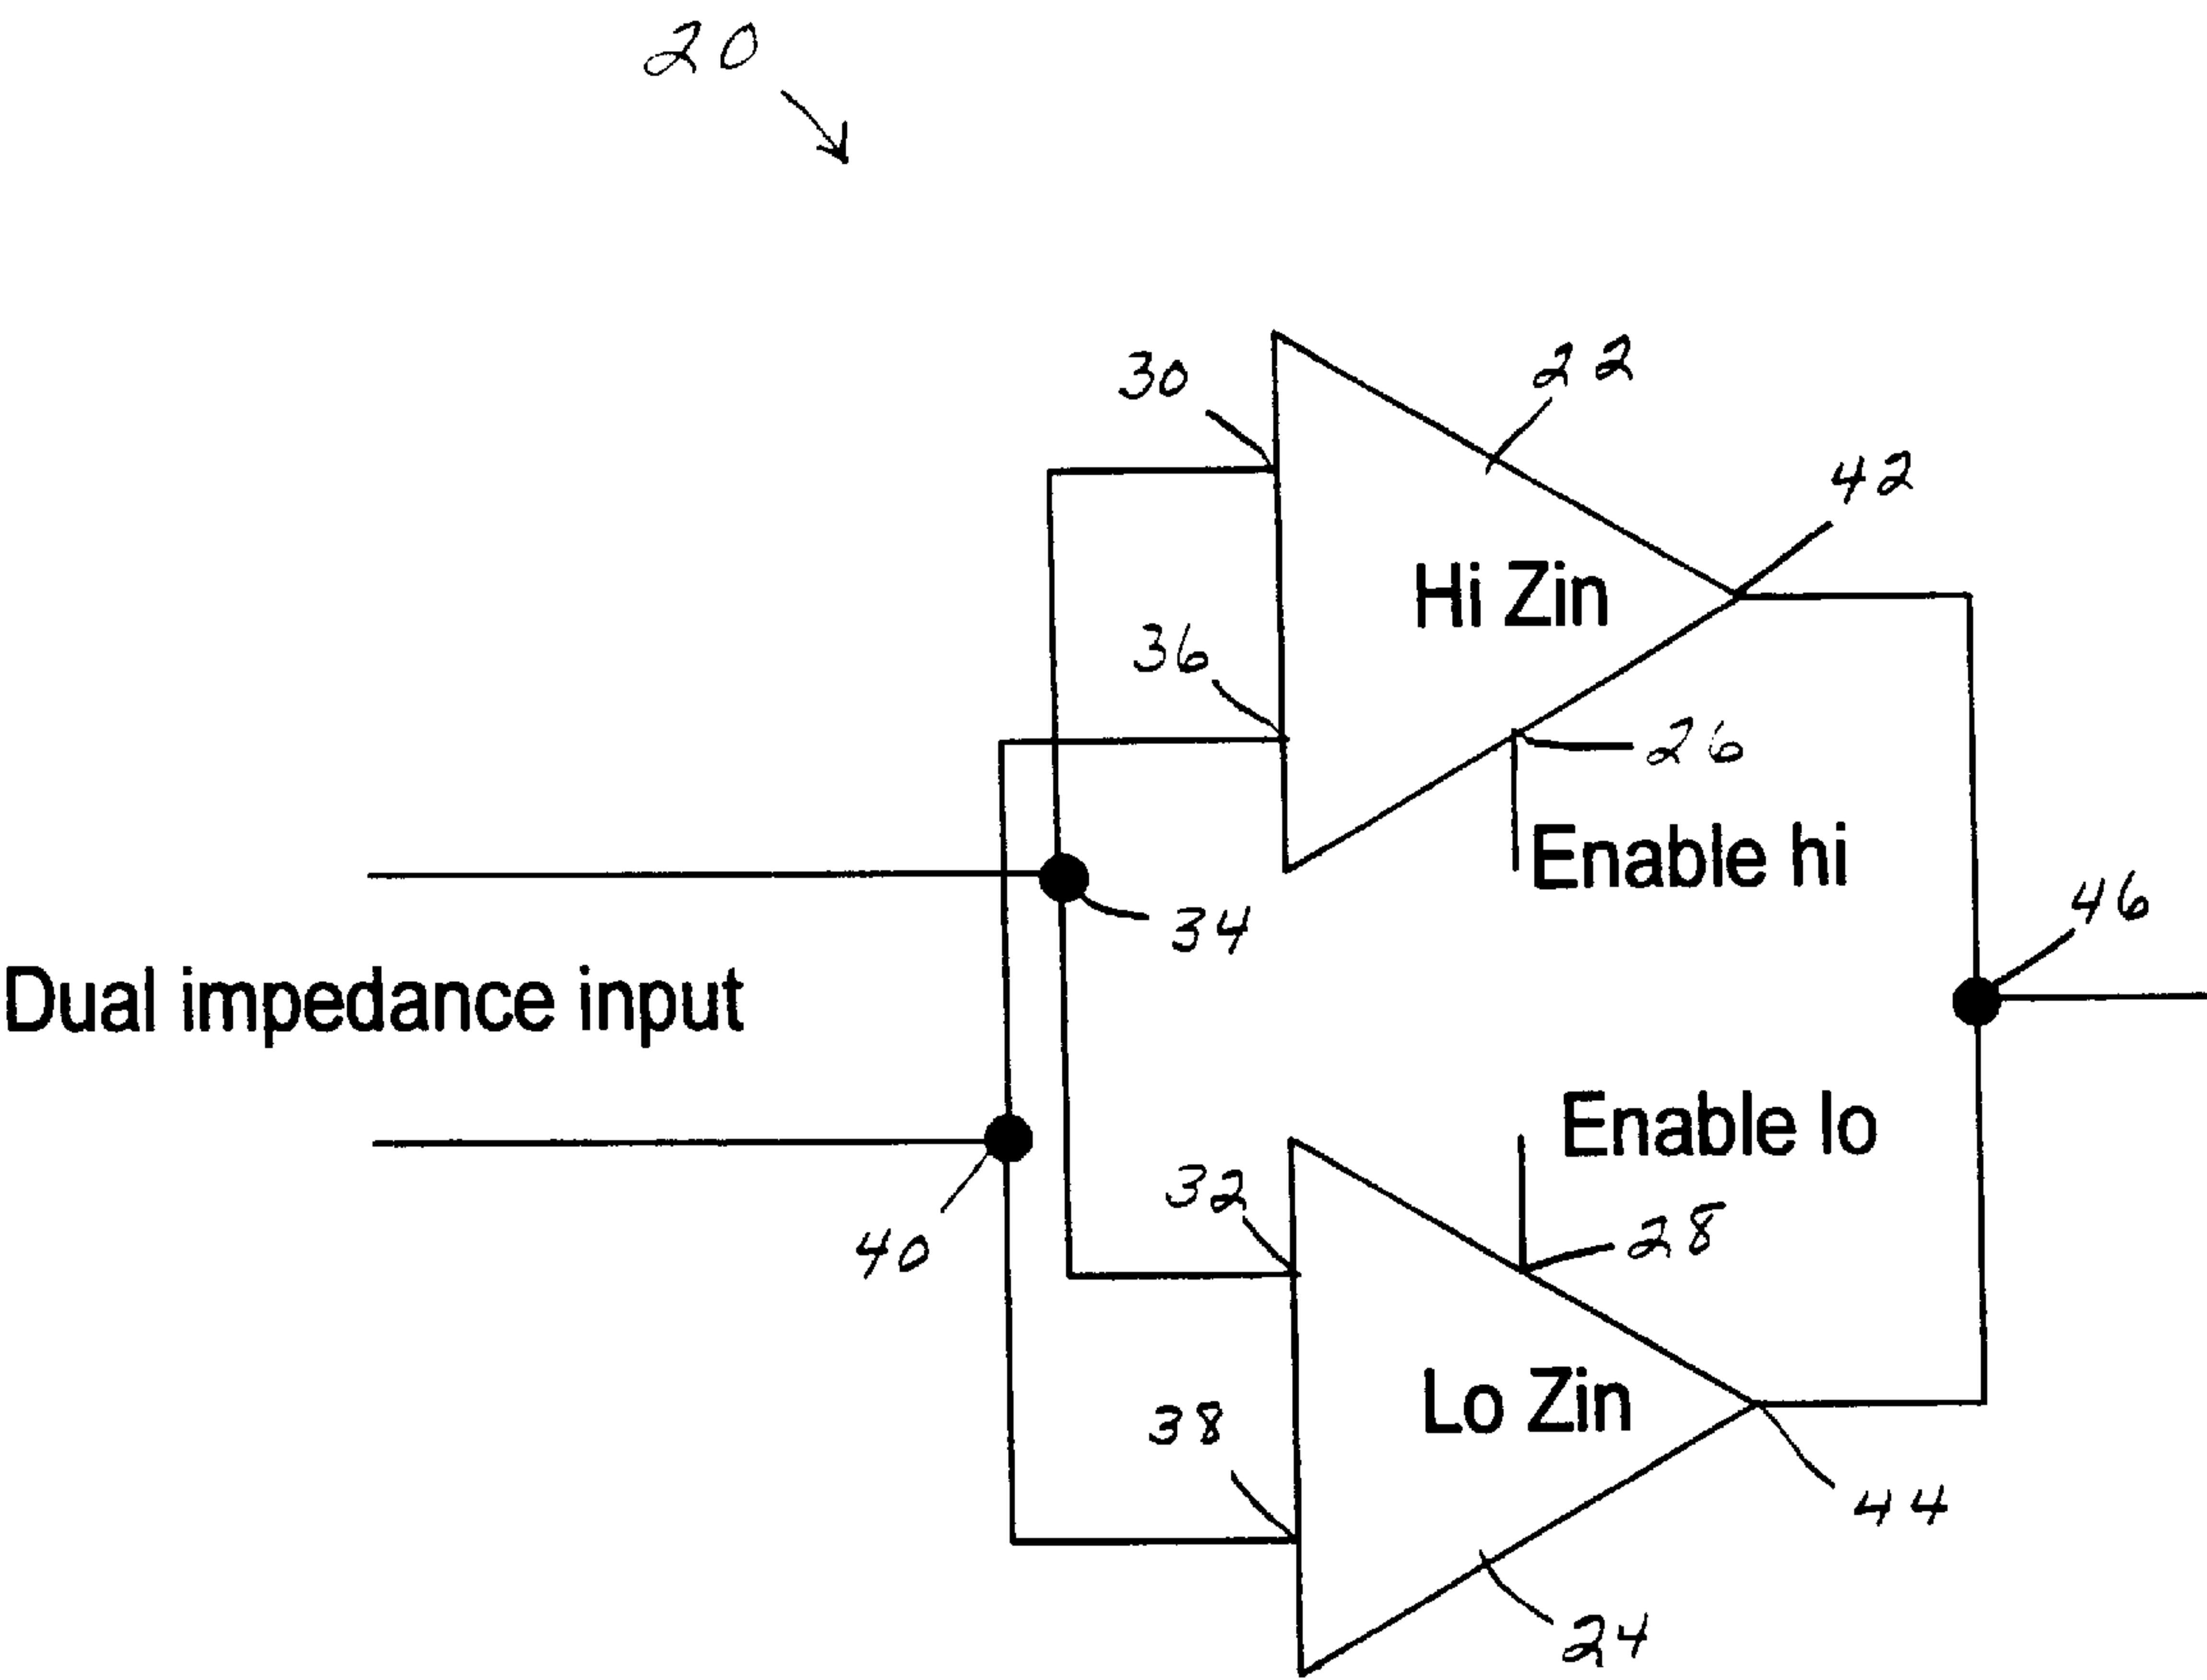 20
22
30
42
Hi Zin
36
26
Enable hi
34
46
Dual impedance input
Enable lo
32
28
40
Lo Zin
38
44
24